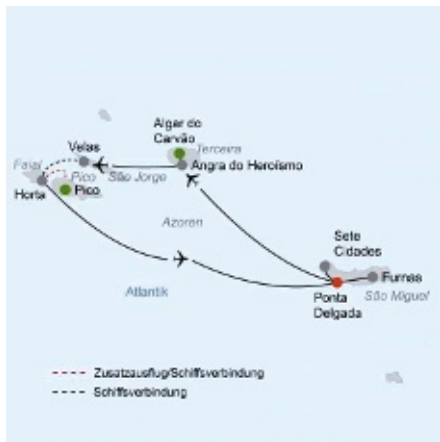 Algar do
Carvão
Terceira
Velas
Angra do Heroísmo
Faial
Pico
São Jorge
Horta
Pico
Azoren
Sete
Cidades
Furnas
Atlantik
Ponta
Delgada
São Miguel
Zusatzausflug/Schiffsverbindung
Schiffsverbindung